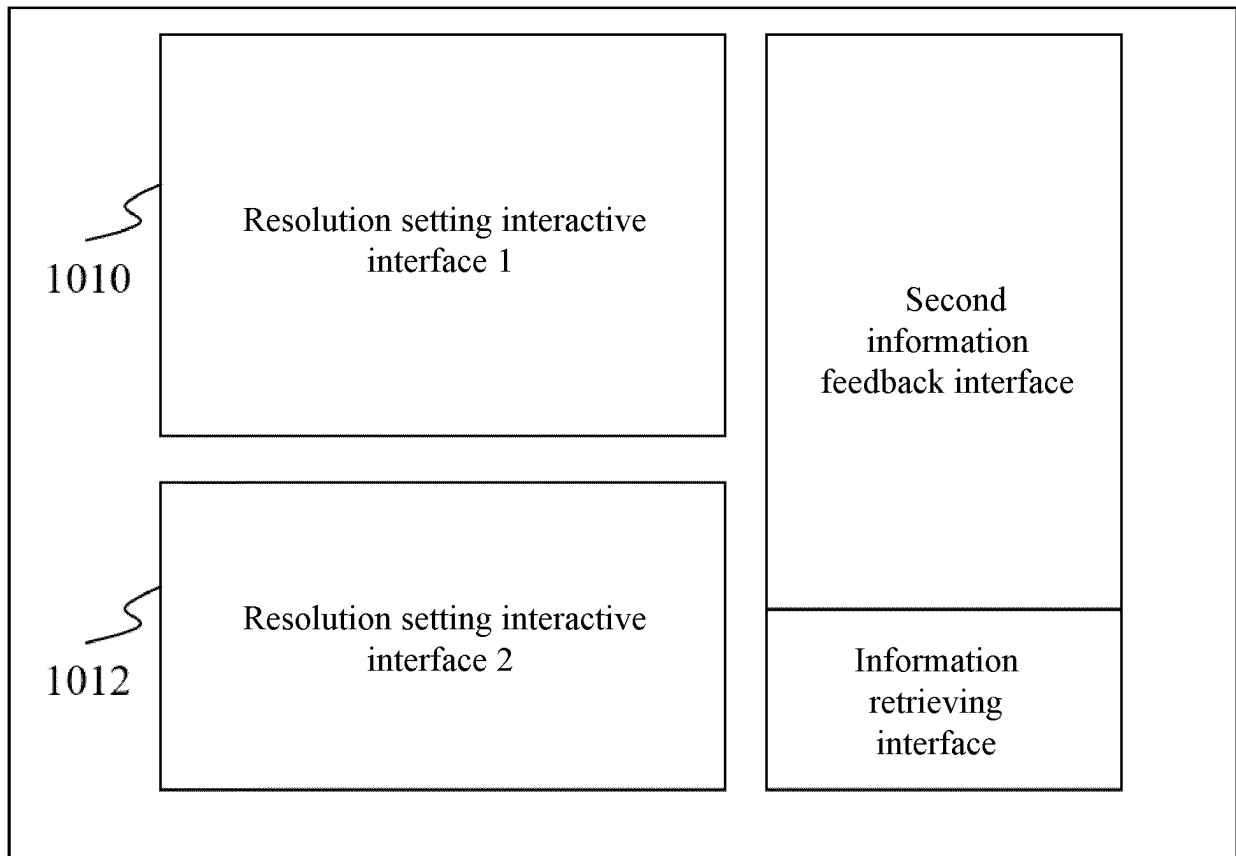 Resolution setting interactive
interface 1
1010
Second
information
feedback interface
Resolution setting interactive
interface 2
1012
Information
retrieving
interface